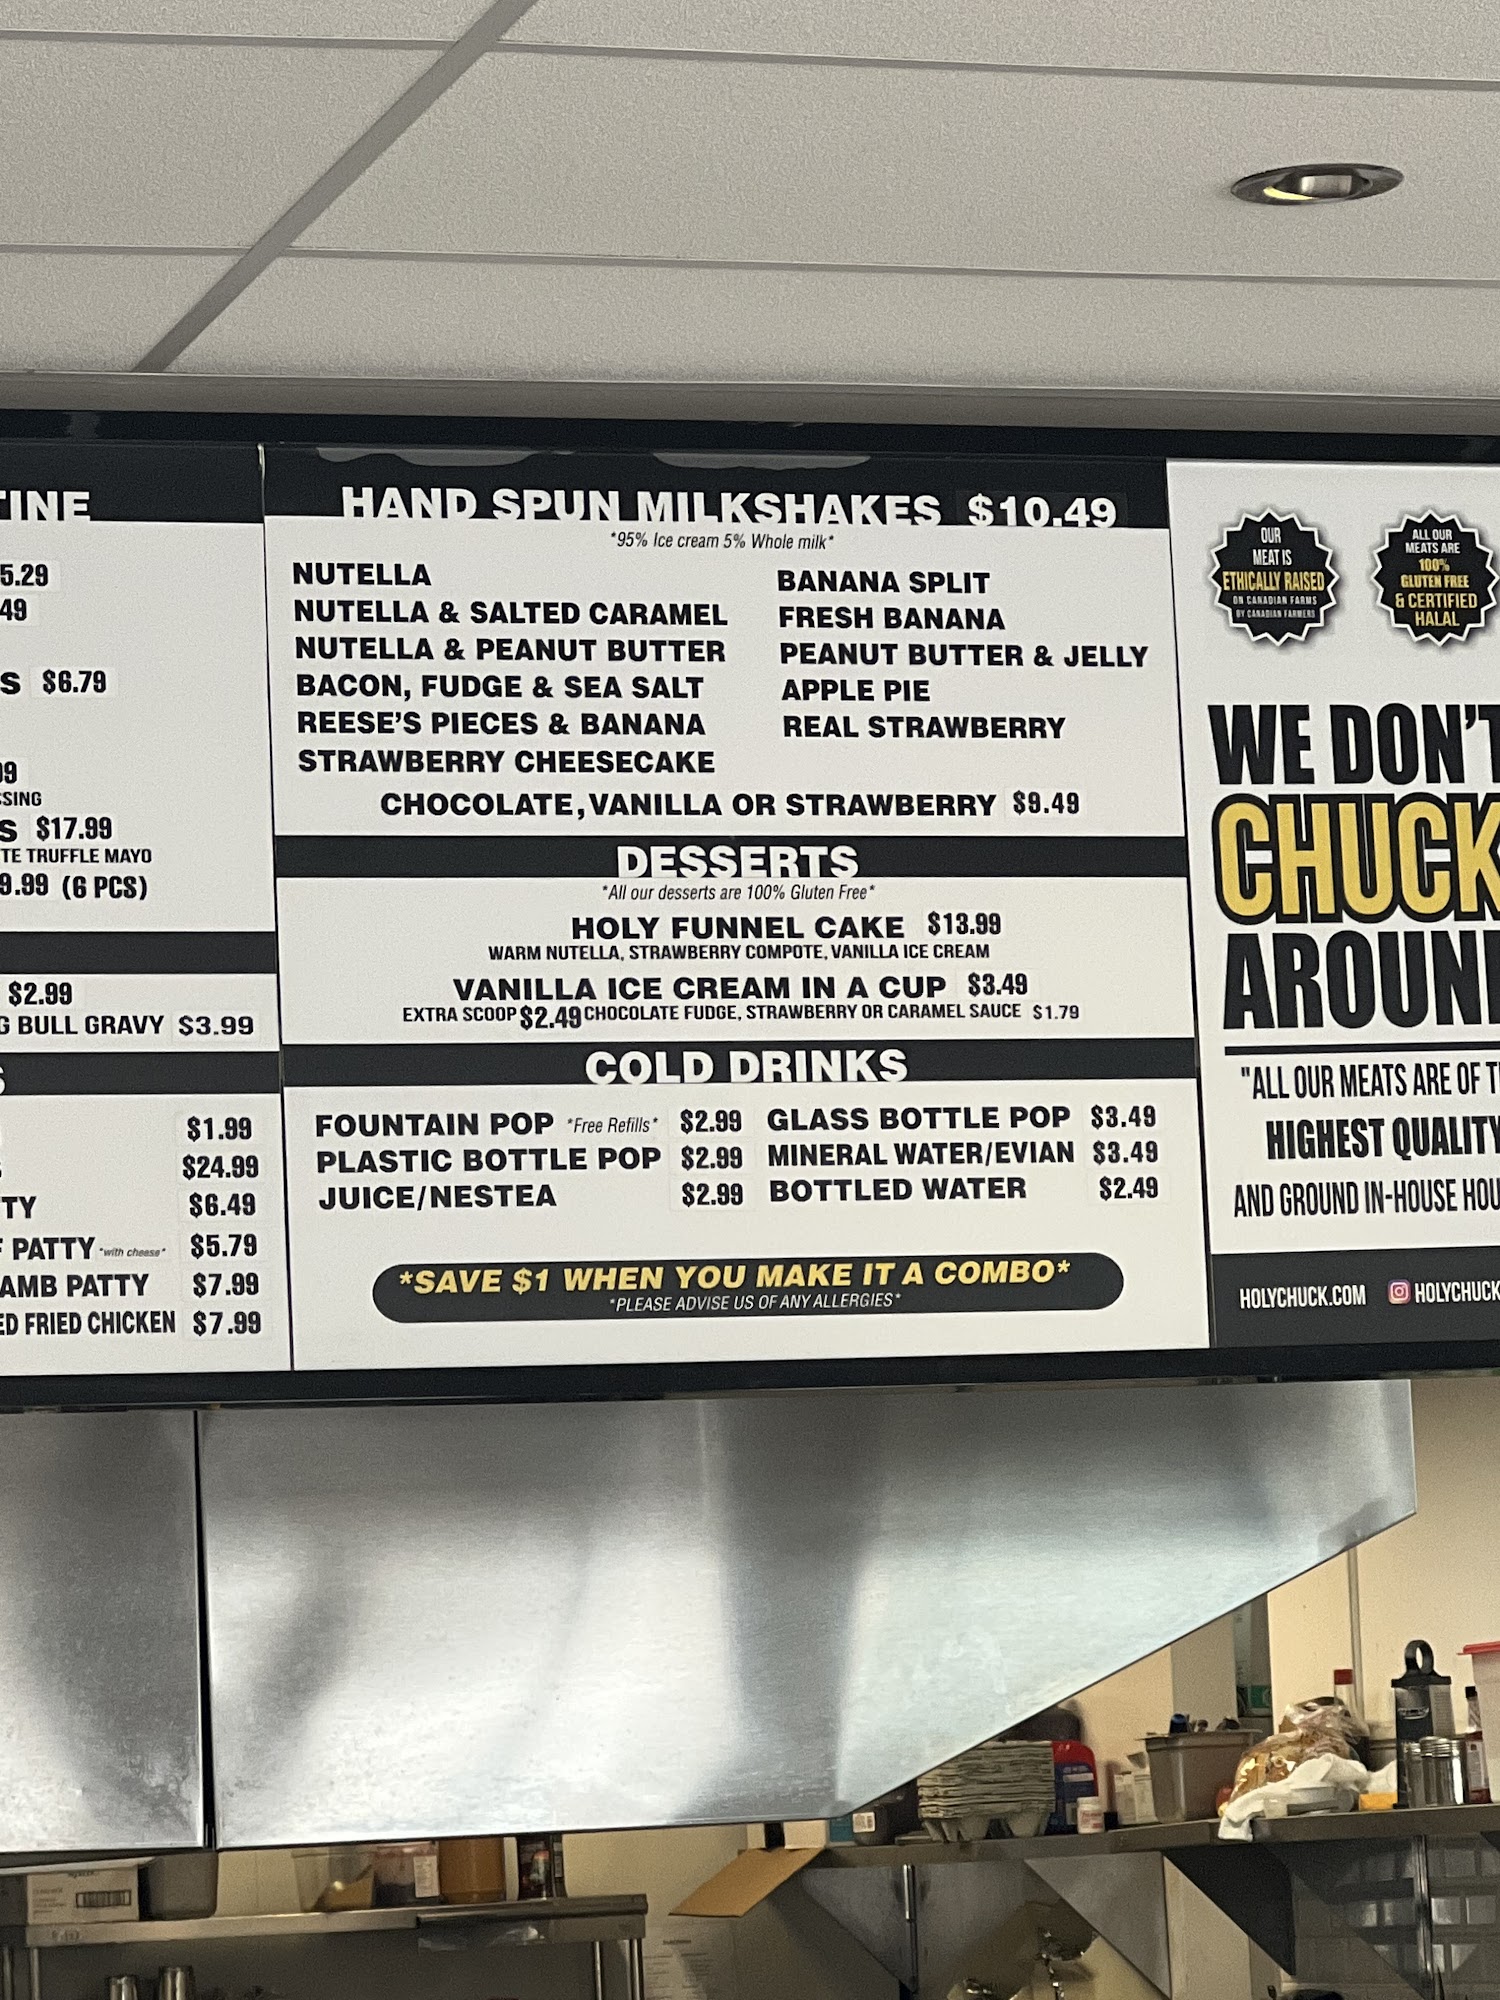 TINE
5.29
49
S $6.79
99
SSING
S $17.99
TE TRUFFLE MAYO
9.99 (6 PCS)
$2.99
G BULL GRAVY $3.99
S
$1.99
$24.99
TY $6.49
F PATTY *with cheese* $5.79
AMB PATTY $7.99
ED FRIED CHICKEN $7.99
HAND SPUN MILKSHAKES $10.49
*95% Ice cream 5% Whole milk*
NUTELLA
NUTELLA & SALTED CARAMEL
NUTELLA & PEANUT BUTTER
BACON, FUDGE & SEA SALT
REESE'S PIECES & BANANA
STRAWBERRY CHEESECAKE
BANANA SPLIT
FRESH BANANA
PEANUT BUTTER & JELLY
APPLE PIE
REAL STRAWBERRY
CHOCOLATE, VANILLA OR STRAWBERRY $9.49
DESSERTS
*All our desserts are 100% Gluten Free*
HOLY FUNNEL CAKE $13.99
WARM NUTELLA, STRAWBERRY COMPOTE, VANILLA ICE CREAM
VANILLA ICE CREAM IN A CUP $3.49
EXTRA SCOOP $2.49 CHOCOLATE FUDGE, STRAWBERRY OR CARAMEL SAUCE $1.79
COLD DRINKS
FOUNTAIN POP *Free Refills* $2.99
PLASTIC BOTTLE POP $2.99
JUICE/NESTEA $2.99
GLASS BOTTLE POP $3.49
MINERAL WATER/EVIAN $3.49
BOTTLED WATER $2.49
*SAVE $1 WHEN YOU MAKE IT A COMBO*
*PLEASE ADVISE US OF ANY ALLERGIES*
OUR
MEAT IS
ETHICALLY RAISED
ON CANADIAN FARMS
BY CANADIAN FARMERS
ALL OUR
MEATS ARE
100%
GLUTEN FREE
& CERTIFIED
HALAL
WE DON'T
CHUCK
AROUN
"ALL OUR MEATS ARE OF T
HIGHEST QUALITY
AND GROUND IN-HOUSE HOU
HOLYCHUCK.COM
HOLYCHUCK